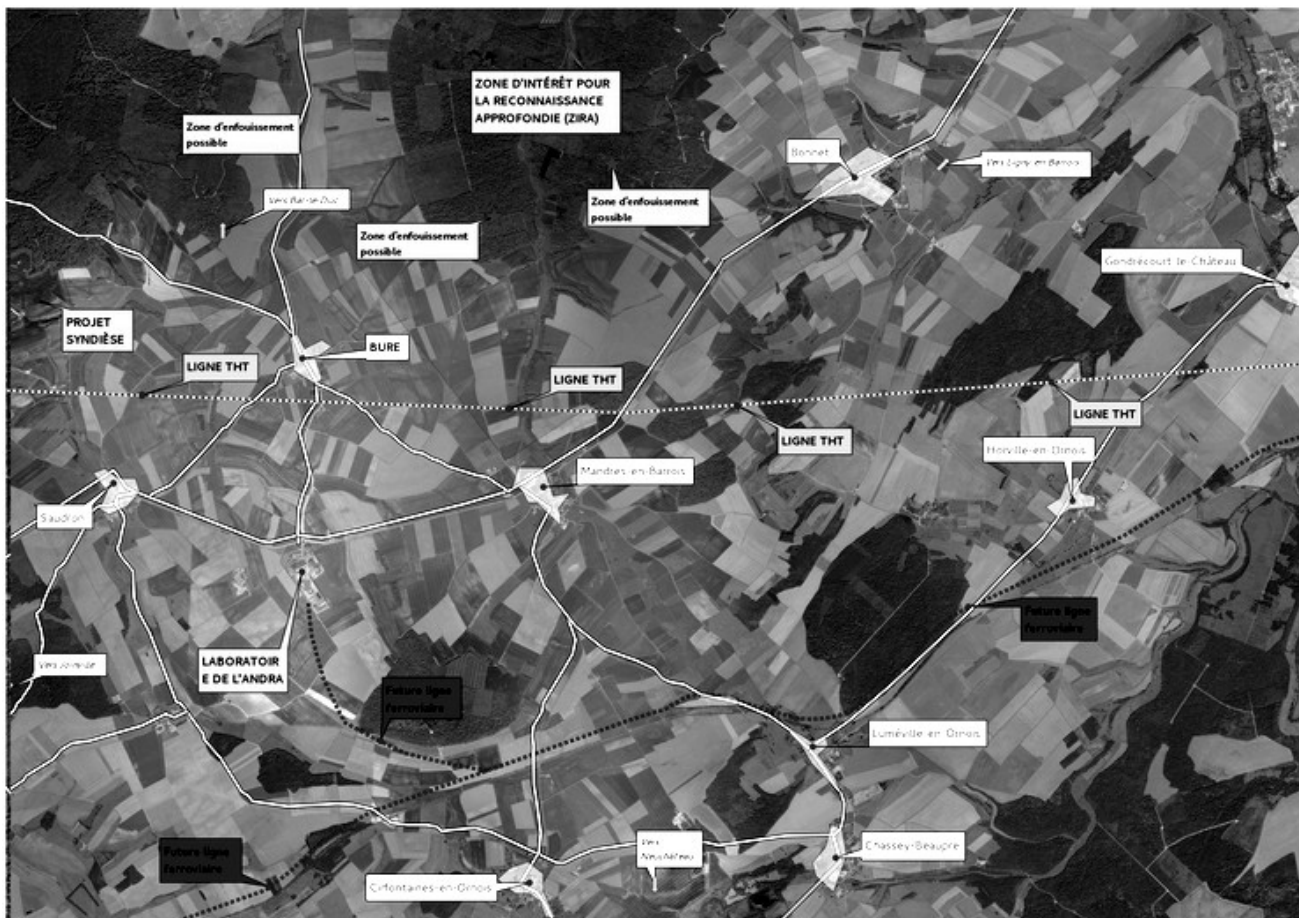 ZONE D'INTÉRÊT POUR
LA RECONNAISSANCE
APPROFONDIE (ZIRA)
Zone d'enfouissement
possible
Bonnet
Vers Ligny en Barrois
Vers Bar-le-Duc
Zone d'enfouissement
possible
Zone d'enfouissement
possible
Gondrecourt le-Château
PROJET
SYNDIÈSE
BURE
LIGNE THT
LIGNE THT
LIGNE THT
LIGNE THT
Horville-en-Ornois
Mandres-en-Barrois
Saudron
Future ligne
ferroviaire
LABORATOIR
E DE L'ANDRA
Vers Joinville
Future ligne
ferroviaire
Luméville en Ornois
Future ligne
ferroviaire
Vers
Neufchâteau
Chassey-Beaupré
Cirfontaines-en-Ornois